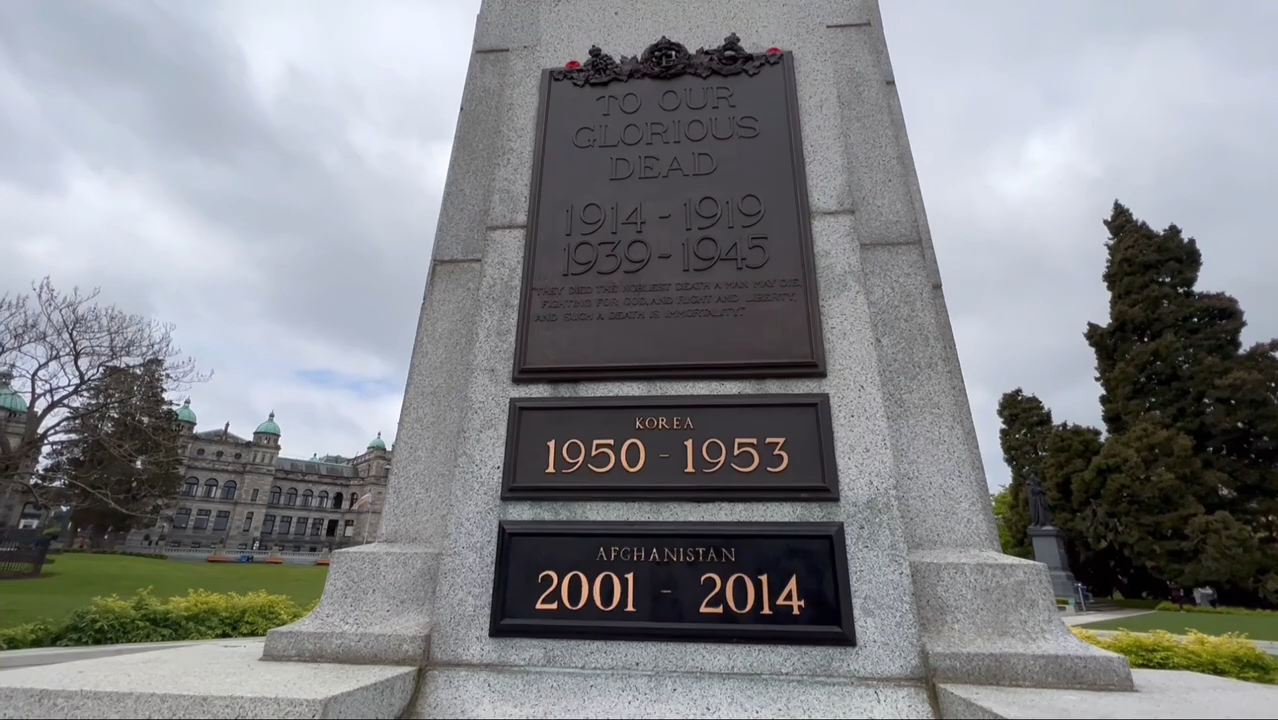 TO OUR
GLORIOUS
DEAD
1914 - 1919
1939 - 1945
"THEY DIED THE NOBLEST DEATH A MAN MAY DIE,
FIGHTING FOR GOD, AND RIGHT AND LIBERTY,
AND SUCH A DEATH IS IMMORTALITY."
KOREA
1950 - 1953
AFGHANISTAN
2001 - 2014